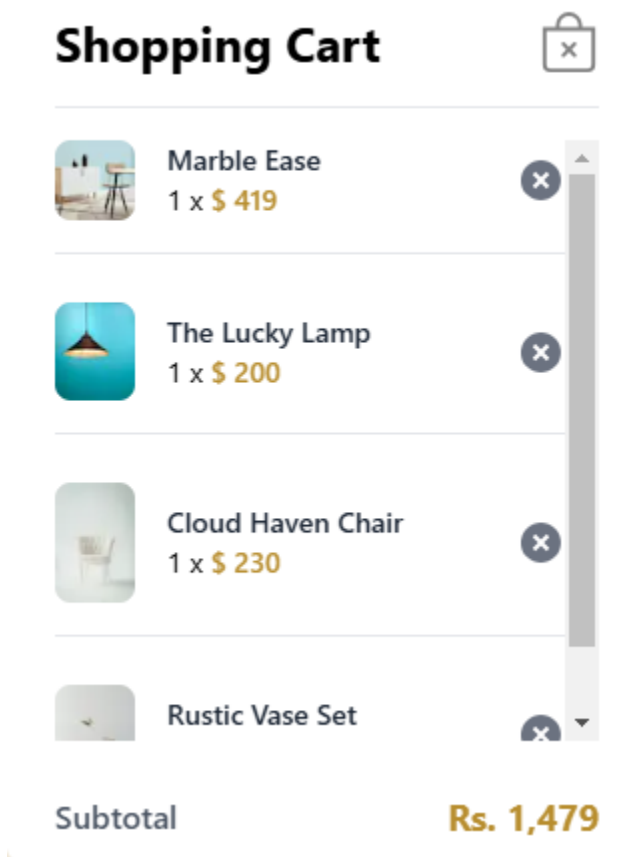 Shopping Cart
Marble Ease
1 x $ 419
The Lucky Lamp
1 x $ 200
Cloud Haven Chair
1 x $ 230
Rustic Vase Set
Subtotal
Rs. 1,479